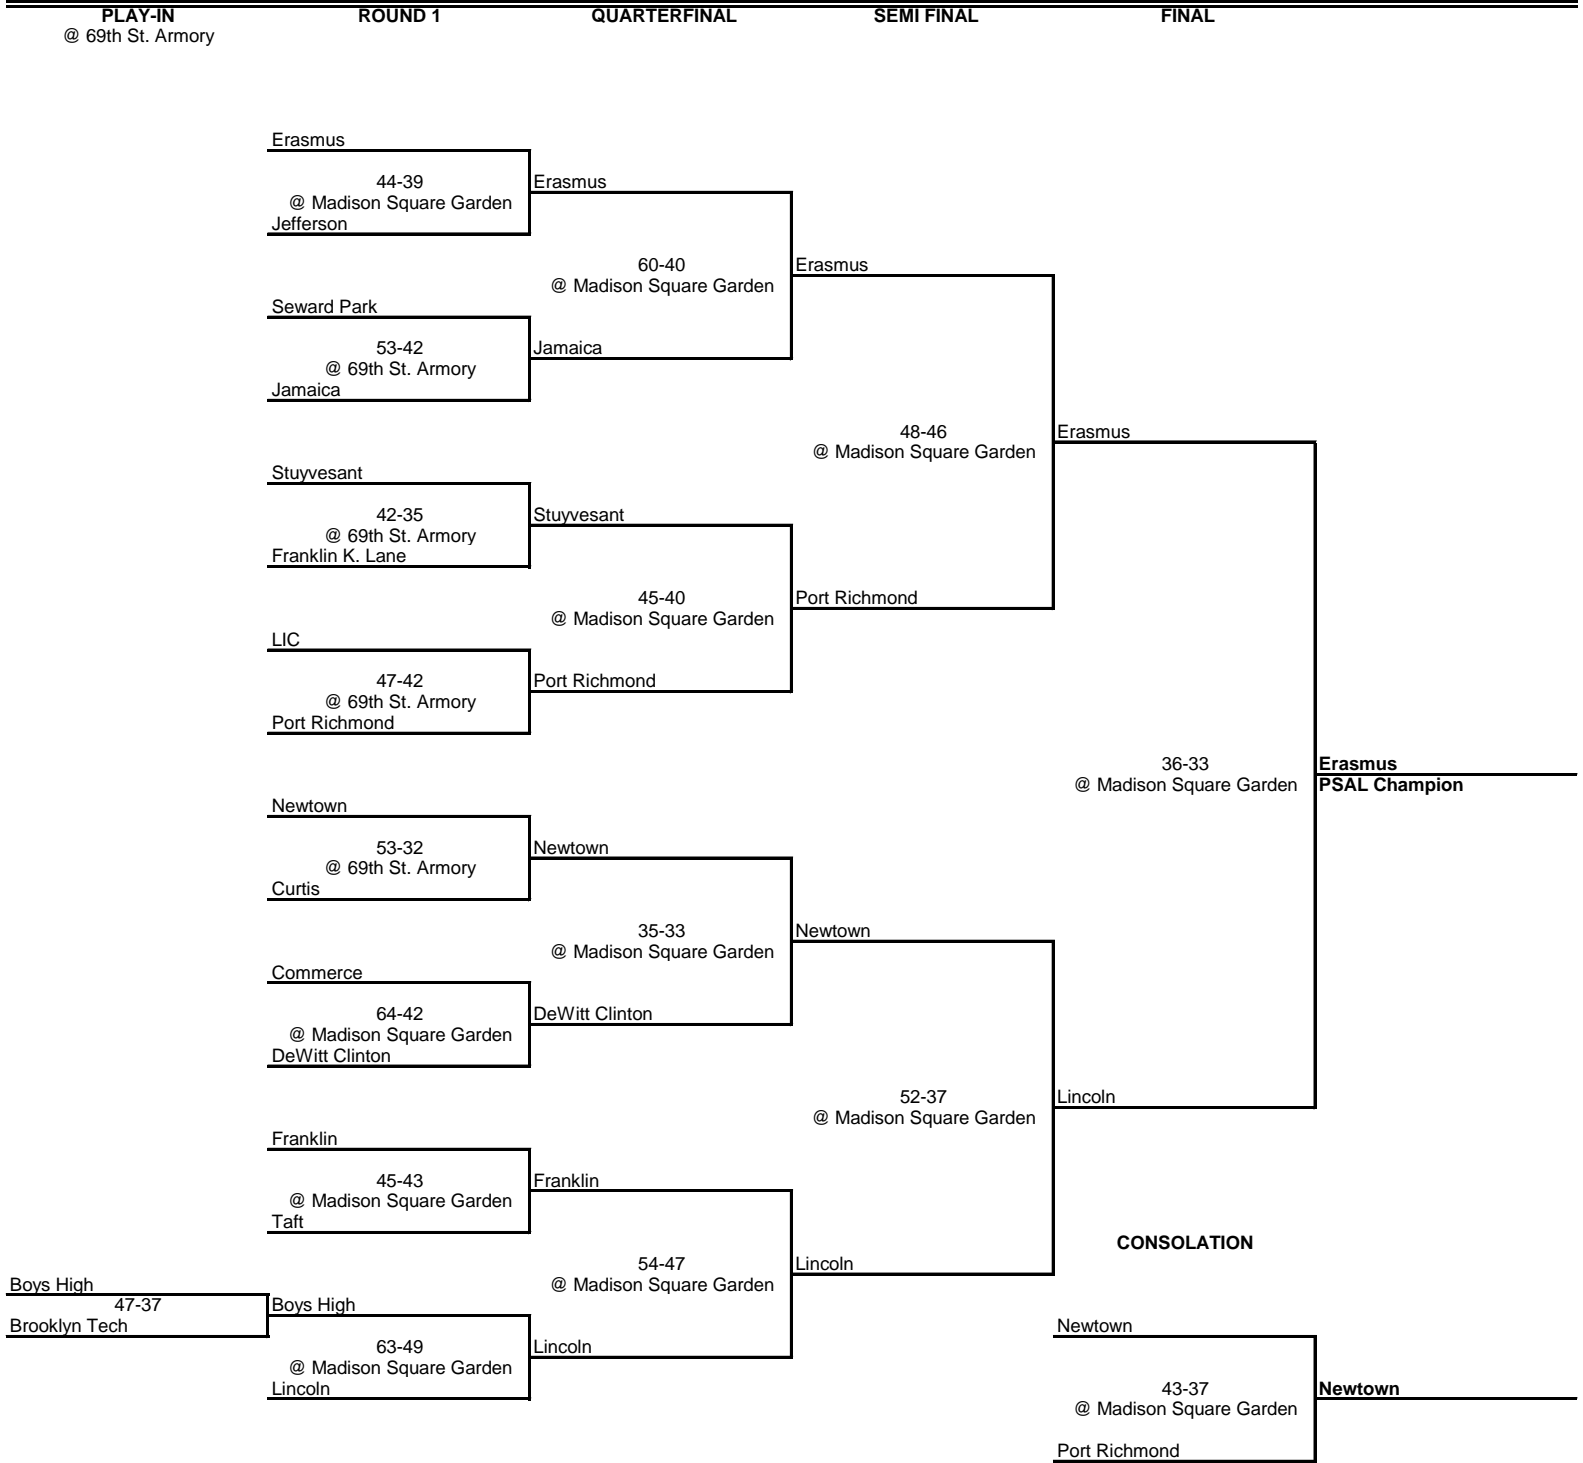 PLAY-IN
ROUND 1
QUARTERFINAL
SEMI FINAL
FINAL
@ 69th St. Armory
Erasmus
44-39
Erasmus
@ Madison Square Garden
Jefferson
60-40
Erasmus
@ Madison Square Garden
Seward Park
53-42
Jamaica
@ 69th St. Armory
Jamaica
48-46
Erasmus
@ Madison Square Garden
Stuyvesant
42-35
Stuyvesant
@ 69th St. Armory
Franklin K. Lane
45-40
Port Richmond
@ Madison Square Garden
LIC
47-42
Port Richmond
@ 69th St. Armory
Port Richmond
36-33
Erasmus
@ Madison Square Garden
PSAL Champion
Newtown
53-32
Newtown
@ 69th St. Armory
Curtis
35-33
Newtown
@ Madison Square Garden
Commerce
64-42
DeWitt Clinton
@ Madison Square Garden
DeWitt Clinton
52-37
Lincoln
@ Madison Square Garden
Franklin
45-43
Franklin
@ Madison Square Garden
Taft
CONSOLATION
54-47
Lincoln
@ Madison Square Garden
Boys High
47-37
Boys High
Brooklyn Tech
Newtown
63-49
Lincoln
@ Madison Square Garden
Lincoln
43-37
Newtown
@ Madison Square Garden
Port Richmond